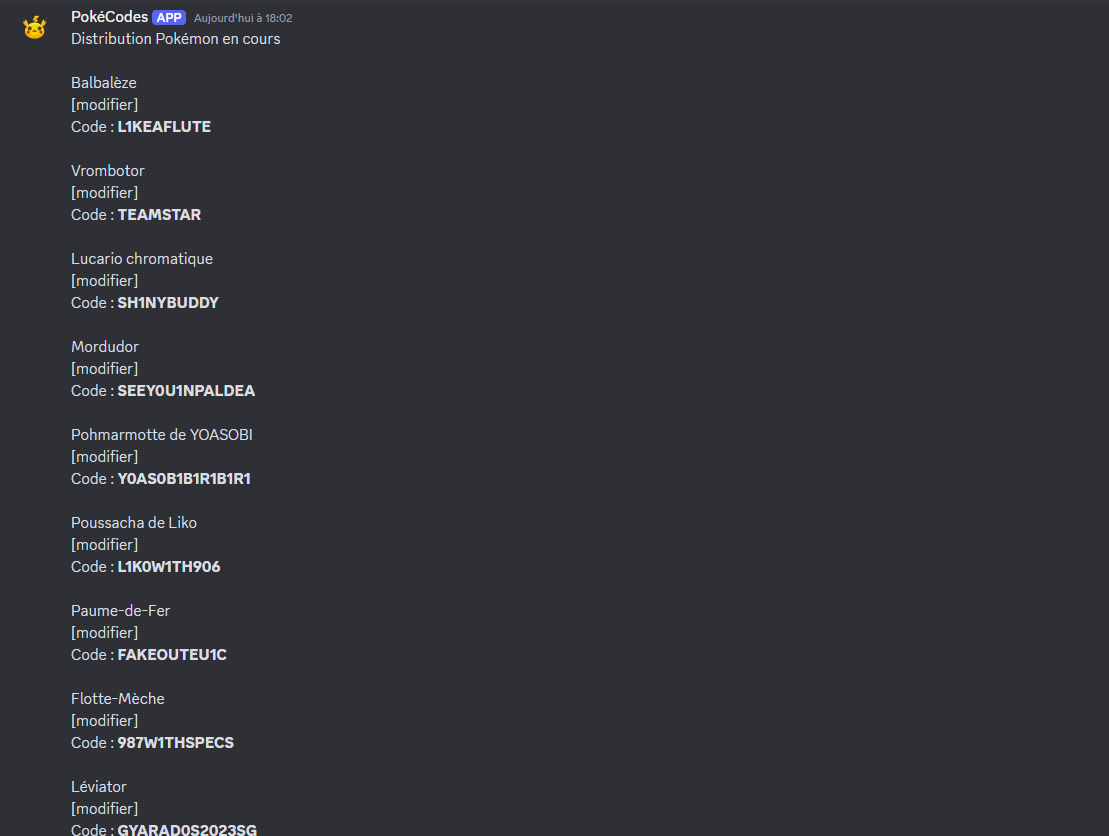 PokéCodes APP Aujourd'hui à 18:02
Distribution Pokémon en cours
Balbalèze
[modifier]
Code : L1KEAFLUTE
Vrombotor
[modifier]
Code : TEAMSTAR
Lucario chromatique
[modifier]
Code : SH1NYBUDDY
Mordudor
[modifier]
Code : SEEY0U1NPALDEA
Pohmarmotte de YOASOBI
[modifier]
Code : Y0AS0B1B1R1B1R1
Poussacha de Liko
[modifier]
Code : L1K0W1TH906
Paume-de-Fer
[modifier]
Code : FAKEOUTEU1C
Flotte-Mèche
[modifier]
Code : 987W1THSPECS
Léviator
[modifier]
Code : GYARAD0S2023SG